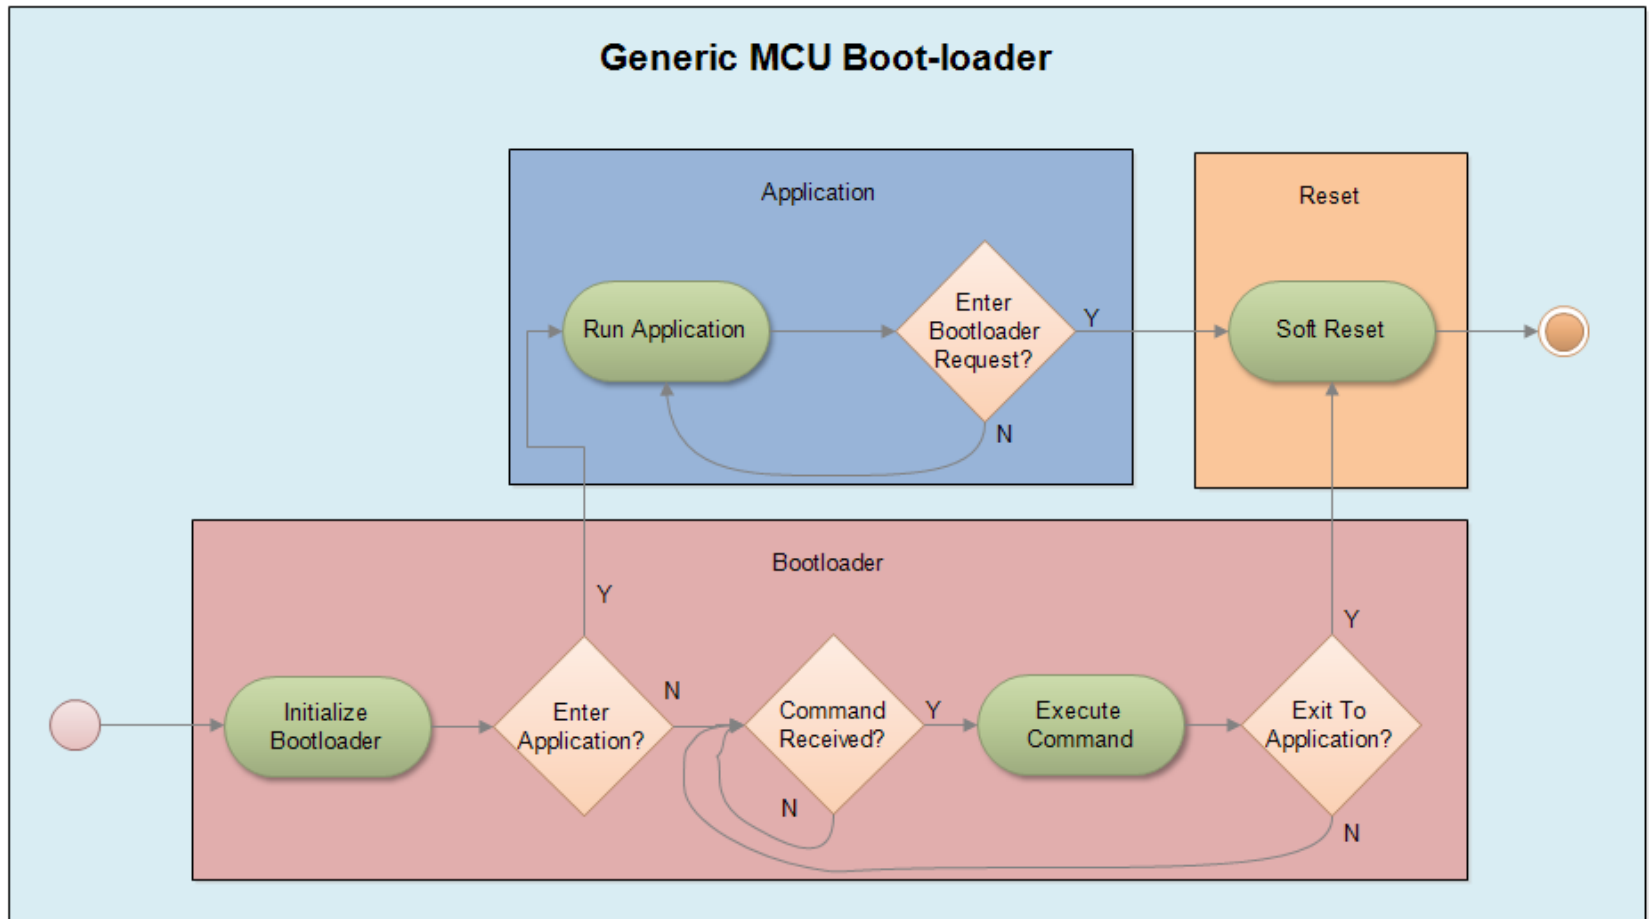 Generic MCU Boot-loader
Application
Reset
Run Application
Enter
Bootloader
Request?
Y
Soft Reset
N
Bootloader
Y
Y
Initialize
Bootloader
Enter
Application?
N
Command
Received?
Y
Execute
Command
Exit To
Application?
N
N